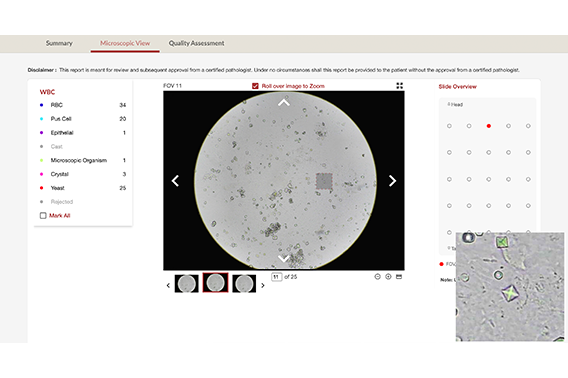 Summary Microscopic View Quality Assessment
Disclaimer : This report is meant for review and subsequent approval from a certified pathologist. Under no circumstances shall this report be provided to the patient without the approval from a certified pathologist.
WBC
RBC 34
Pus Cell 20
Epithelial 1
Cast -
Microscopic Organism 1
Crystal 3
Yeast 25
Rejected -
Mark All
FOV 11 Roll over image to Zoom
11 of 25
Slide Overview
Head
FOV
Note: